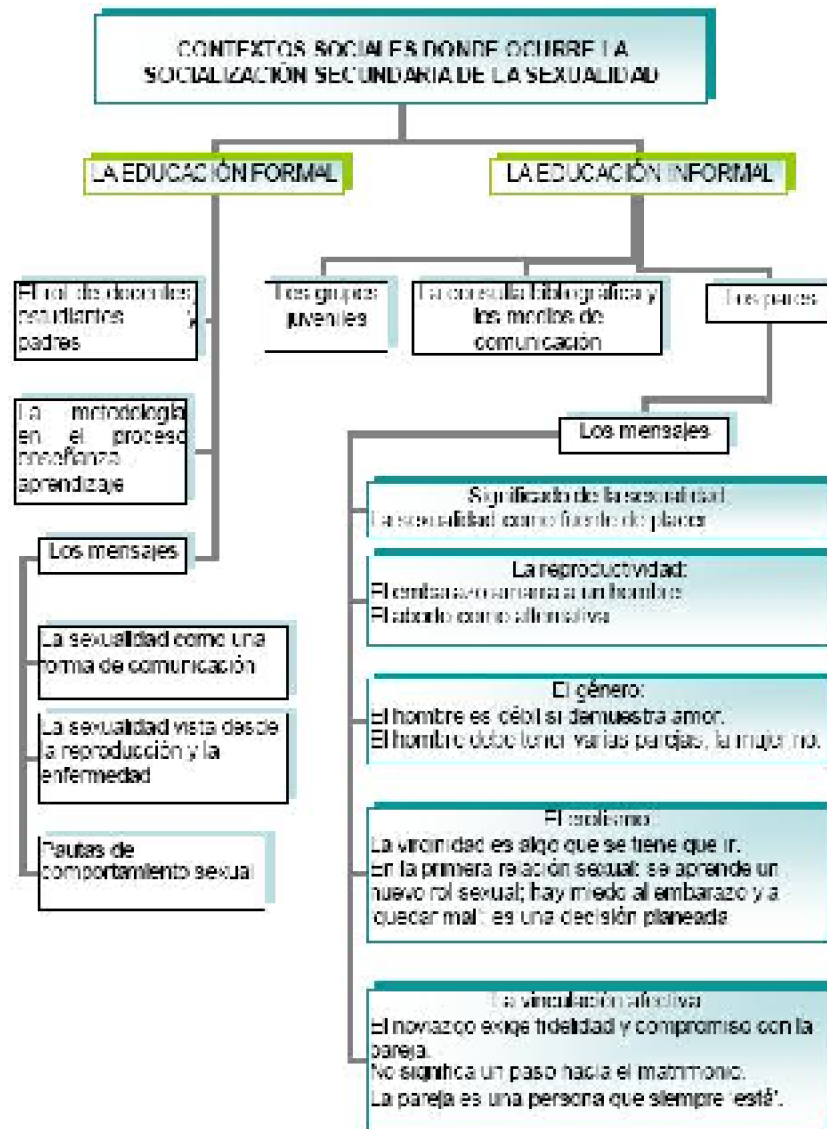 CONTEXTOS SOCIALES DONDE OCURRE LA
SOCIALIZACIÓN SECUNDARIA DE LA SEXUALIDAD
LA EDUCACIÓN FORMAL
LA EDUCACIÓN INFORMAL
El rol de docentes,
estudiantes y
padres
Los grupos
juveniles
La consulta bibliográfica y
los medios de
comunicación
Los pares
La metodología
en el proceso
enseñanza
aprendizaje
Los mensajes
Los mensajes
La sexualidad como una
forma de comunicación
La sexualidad vista desde
la reproducción y la
enfermedad
Pautas de
comportamiento sexual
Significado de la sexualidad:
La sexualidad como fuente de placer
La reproductividad:
El embarazo amarra a un hombre
El aborto como alternativa
El género:
El hombre es débil si demuestra amor.
El hombre debe tener varias parejas, la mujer no.
El erotismo:
La virginidad es algo que se tiene que ir.
En la primera relación sexual: se aprende un
nuevo rol sexual; hay miedo al embarazo y a
'quedar mal'; es una decisión planeada
La vinculación afectiva
El noviazgo exige fidelidad y compromiso con la
pareja.
No significa un paso hacia el matrimonio.
La pareja es una persona que siempre 'está'.